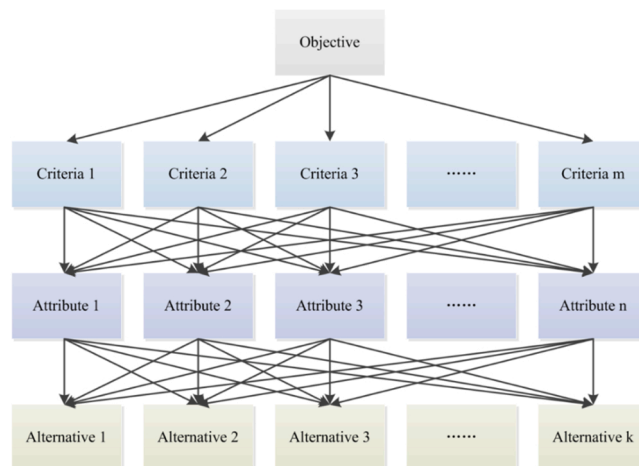 Objective
Criteria 1
Criteria 2
Criteria 3
······
Criteria m
Attribute 1
Attribute 2
Attribute 3
······
Attribute n
Alternative 1
Alternative 2
Alternative 3
······
Alternative k